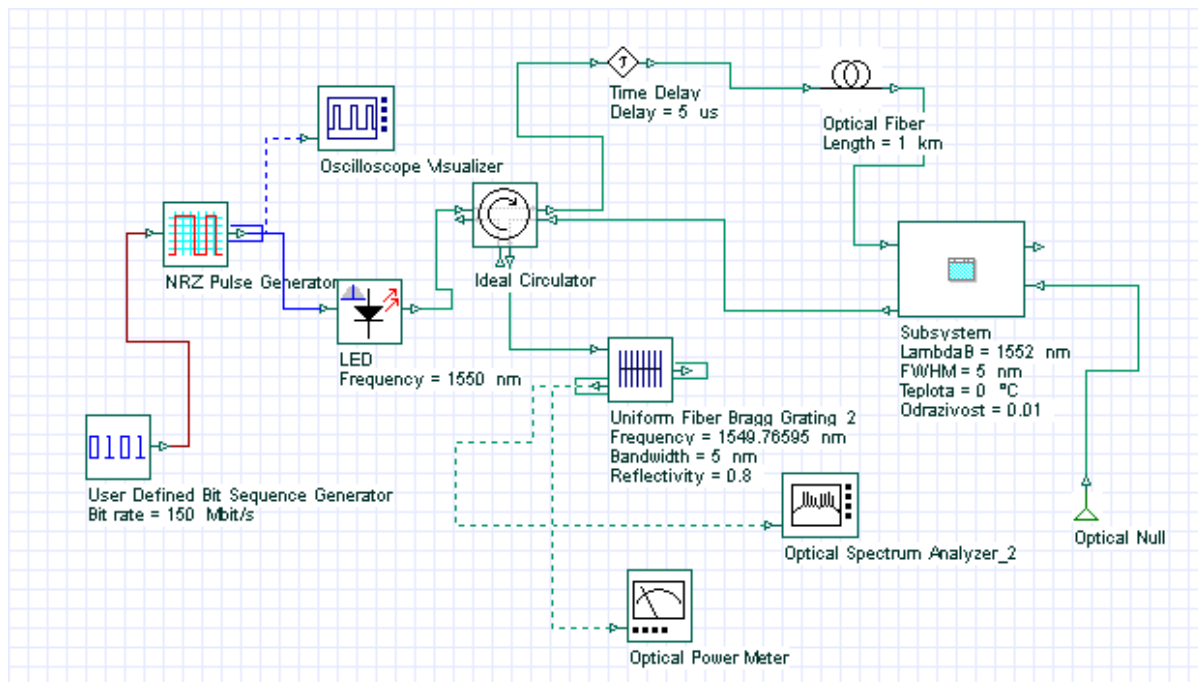 τ
Time Delay
Delay = 5 us
Optical Fiber
Length = 1 km
Oscilloscope Visualizer
NRZ Pulse Generator
Ideal Circulator
LED
Frequency = 1550 nm
Subsystem
LambdaB = 1552 nm
FWHM = 5 nm
Teplota = 0 ºC
Odrazivost = 0.01
Uniform Fiber Bragg Grating_2
Frequency = 1549.76595 nm
Bandwidth = 5 nm
Reflectivity = 0.8
0101
User Defined Bit Sequence Generator
Bit rate = 150 Mbit/s
Optical Null
Optical Spectrum Analyzer_2
Optical Power Meter